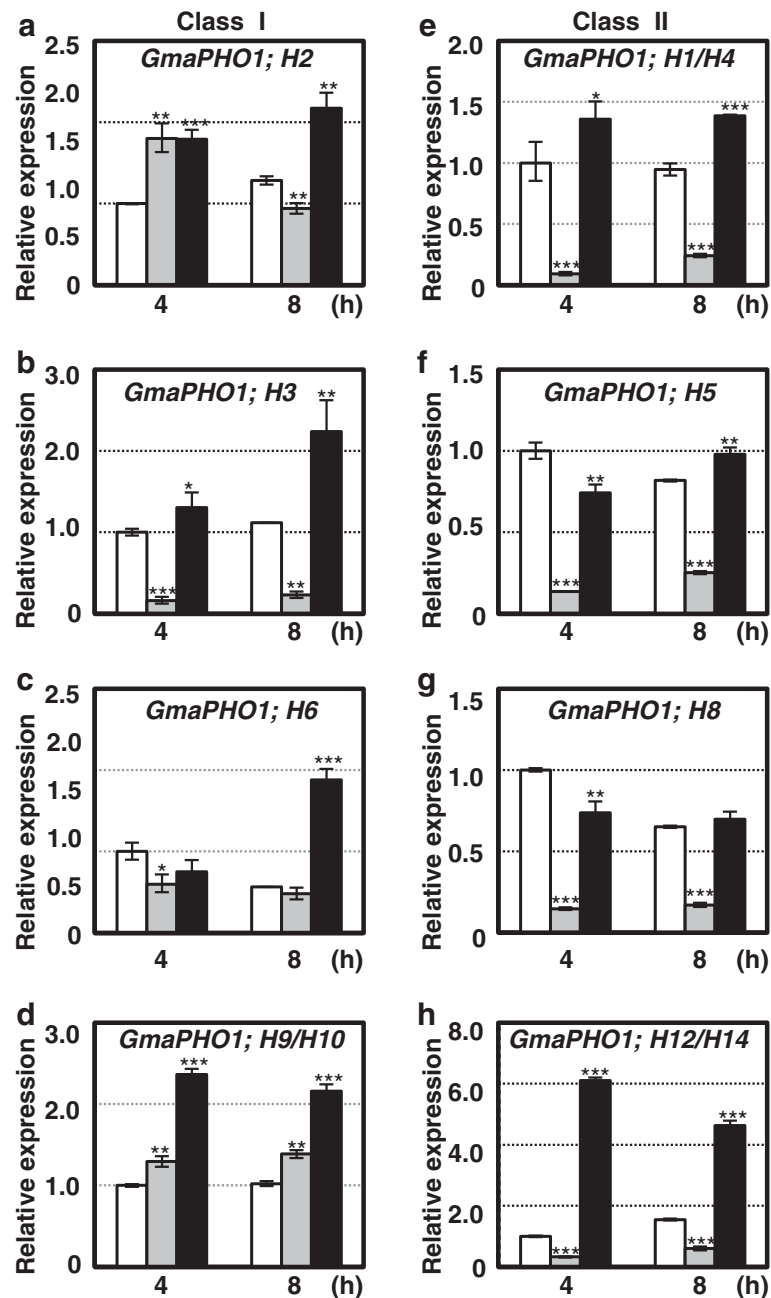 Class I
a
GmaPHO1; H2
Relative expression
2.5
2.0
1.5
1.0
0.5
0
** *** ** **
4 8 (h)
b
GmaPHO1; H3
Relative expression
3.0
2.0
1.0
0
*** * ** **
4 8 (h)
c
GmaPHO1; H6
Relative expression
2.5
2.0
1.5
1.0
0.5
0
* ***
4 8 (h)
d
GmaPHO1; H9/H10
Relative expression
3.0
2.0
1.0
0
** *** ** ***
4 8
Class II
e
GmaPHO1; H1/H4
Relative expression
2.0
1.5
1.0
0.5
0
*** * *** ***
4 8 (h)
f
GmaPHO1; H5
Relative expression
1.5
1.0
0.5
0
*** ** *** **
4 8 (h)
g
GmaPHO1; H8
Relative expression
1.5
1.0
0.5
0
*** ** ***
4 8 (h)
h
GmaPHO1; H12/H14
Relative expression
8.0
6.0
4.0
2.0
0
*** *** *** ***
4 8 (h)